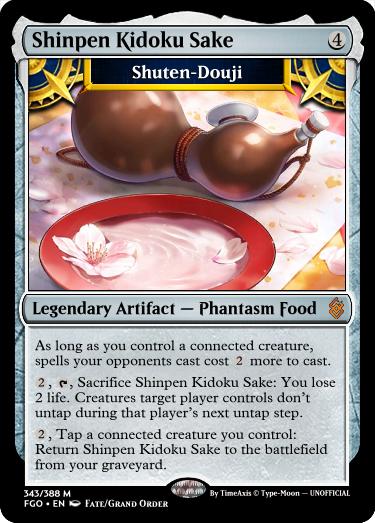 Shinpen Kidoku Sake 4
Shuten-Douji
Legendary Artifact — Phantasm Food
As long as you control a connected creature,
spells your opponents cast cost 2 more to cast.
2, , Sacrifice Shinpen Kidoku Sake: You lose
2 life. Creatures target player controls don't
untap during that player's next untap step.
2, Tap a connected creature you control:
Return Shinpen Kidoku Sake to the battlefield
from your graveyard.
343/388 M
FGO • EN Fate/Grand Order
By TimeAxis © Type-Moon — UNOFFICIAL